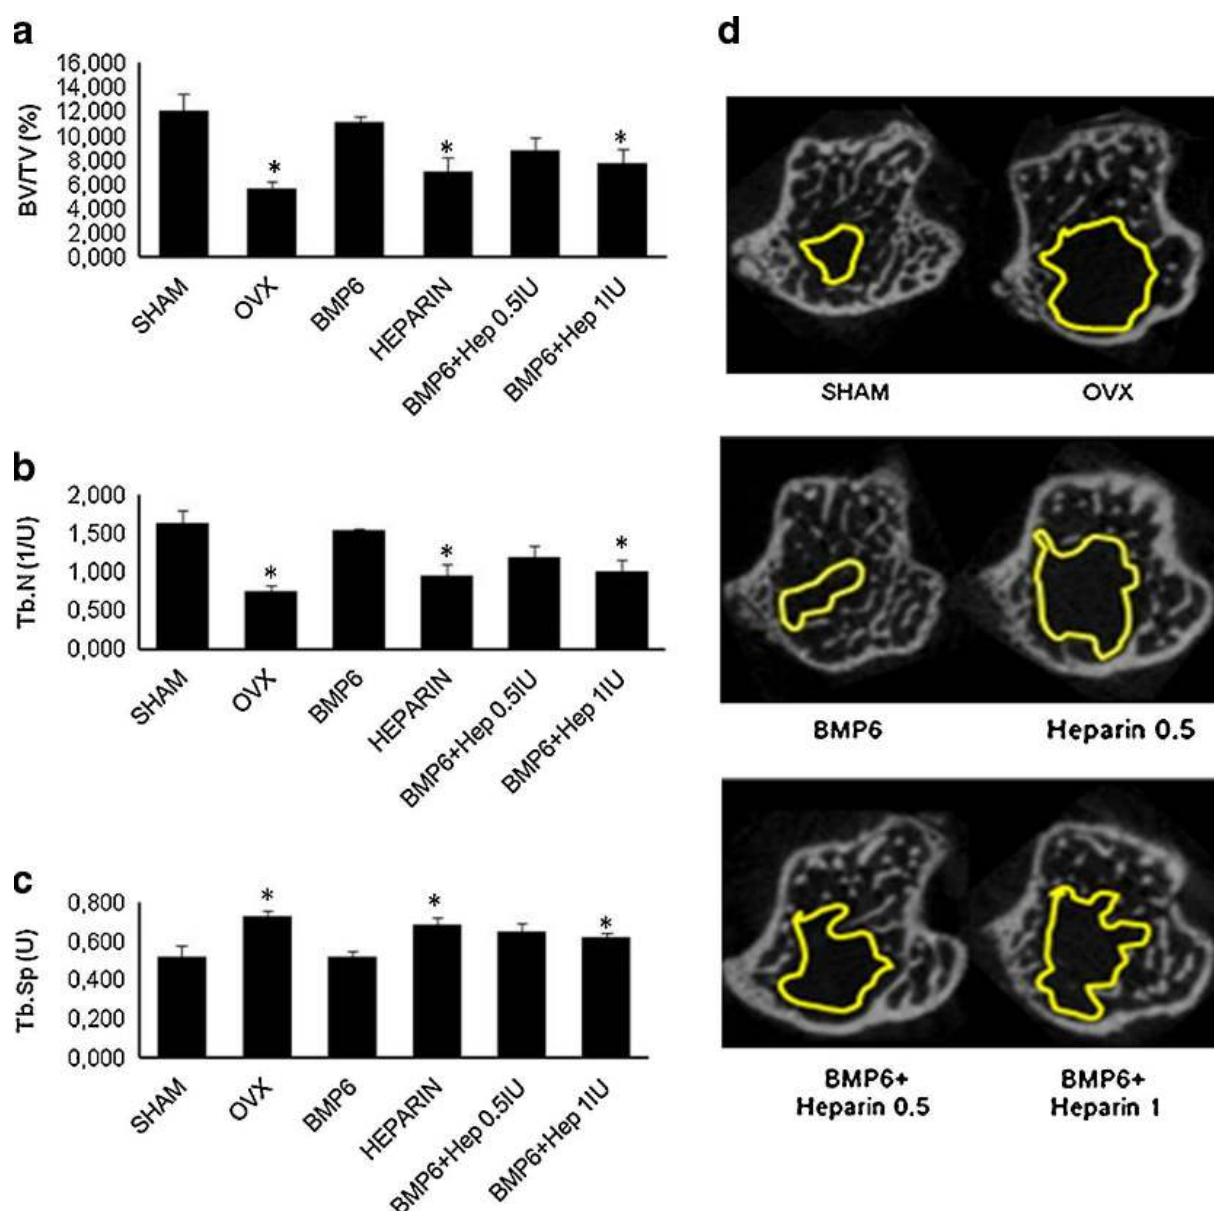 a
16,000
14,000
12,000
10,000
8,000
6,000
4,000
2,000
0,000
BV/TV (%)
*
*
*
SHAM
OVX
BMP6
HEPARIN
BMP6+Hep 0.5IU
BMP6+Hep 1IU
b
2,000
1,500
1,000
0,500
0,000
Tb.N (1/U)
*
*
*
SHAM
OVX
BMP6
HEPARIN
BMP6+Hep 0.5IU
BMP6+Hep 1IU
c
0,800
0,600
0,400
0,200
0,000
Tb.Sp (U)
*
*
*
SHAM
OVX
BMP6
HEPARIN
BMP6+Hep 0.5IU
BMP6+Hep 1IU
d
SHAM
OVX
BMP6
Heparin 0.5
BMP6+
Heparin 0.5
BMP6+
Heparin 1